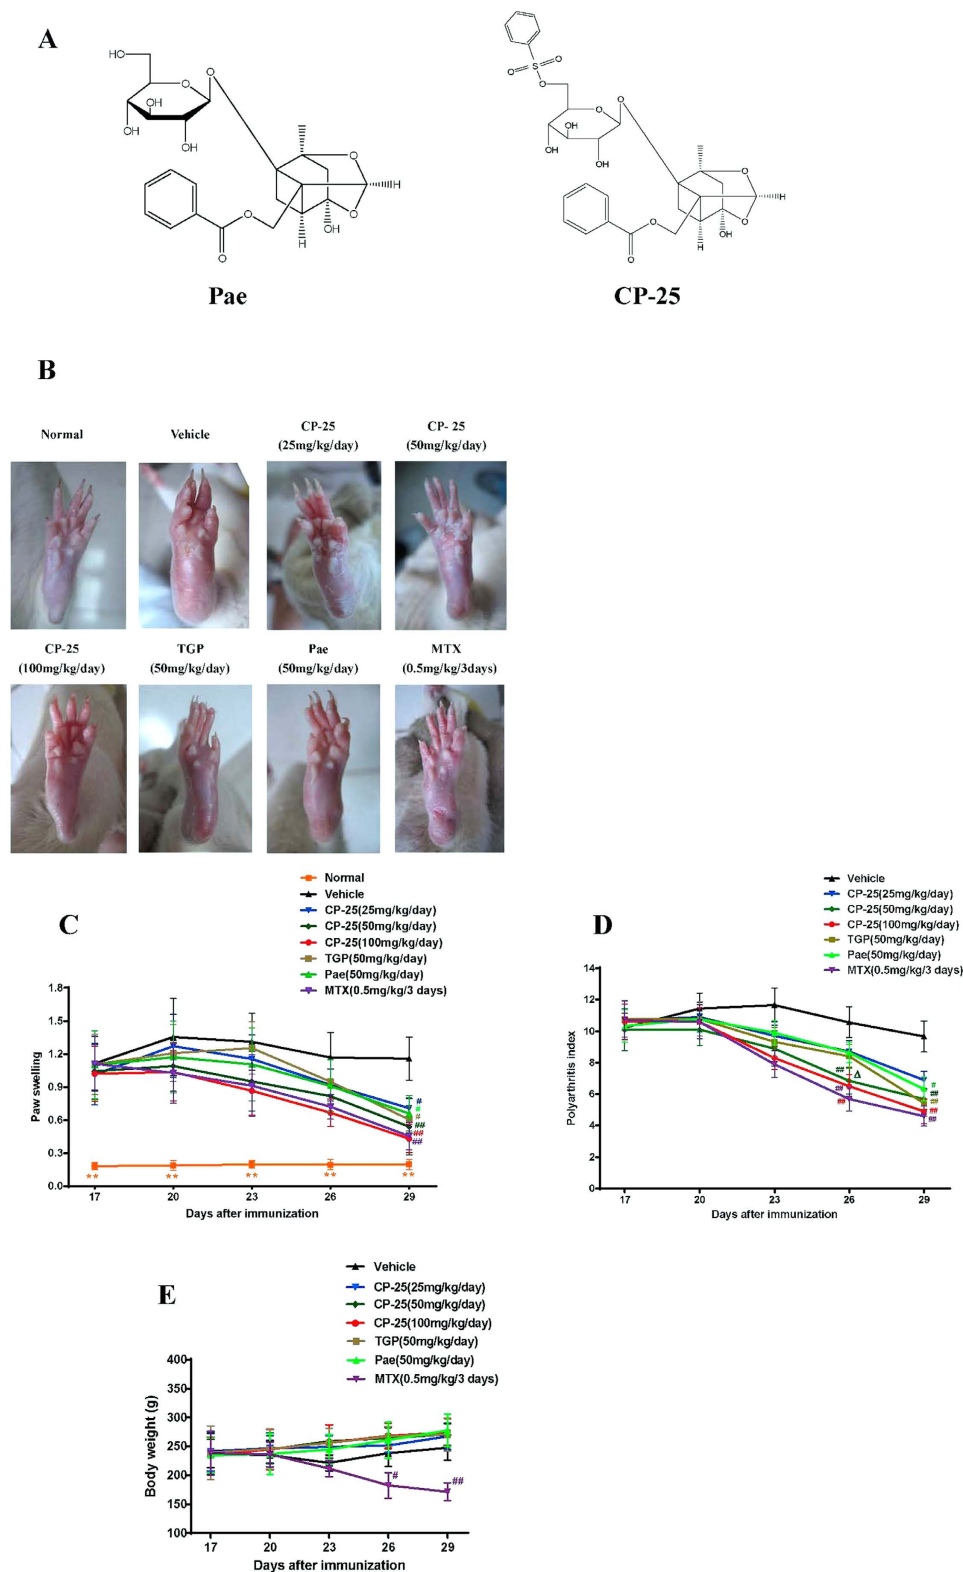 A
HO
O
O
OH
OH
OH
O
O
O
O
OH
H
H
Pae
O
S
O
O
O
O
OH
OH
OH
O
O
O
O
OH
H
H
CP-25
B
Normal
Vehicle
CP-25
(25mg/kg/day)
CP- 25
(50mg/kg/day)
CP-25
(100mg/kg/day)
TGP
(50mg/kg/day)
Pae
(50mg/kg/day)
MTX
(0.5mg/kg/3days)
C
Normal
Vehicle
CP-25(25mg/kg/day)
CP-25(50mg/kg/day)
CP-25(100mg/kg/day)
TGP(50mg/kg/day)
Pae(50mg/kg/day)
MTX(0.5mg/kg/3 days)
Paw swelling
1.8
1.5
1.2
0.9
0.6
0.3
0.0
#
#
#
##
##
##
**
**
**
**
**
17
20
23
26
29
Days after immunization
D
Vehicle
CP-25(25mg/kg/day)
CP-25(50mg/kg/day)
CP-25(100mg/kg/day)
TGP(50mg/kg/day)
Pae(50mg/kg/day)
MTX(0.5mg/kg/3 days)
Polyarthritis index
14
12
10
8
6
4
2
0
##
Δ
##
##
#
##
##
##
##
17
20
23
26
29
Days after immunization
E
Vehicle
CP-25(25mg/kg/day)
CP-25(50mg/kg/day)
CP-25(100mg/kg/day)
TGP(50mg/kg/day)
Pae(50mg/kg/day)
MTX(0.5mg/kg/3 days)
Body weight (g)
400
350
300
250
200
150
100
#
##
17
20
23
26
29
Days after immunization